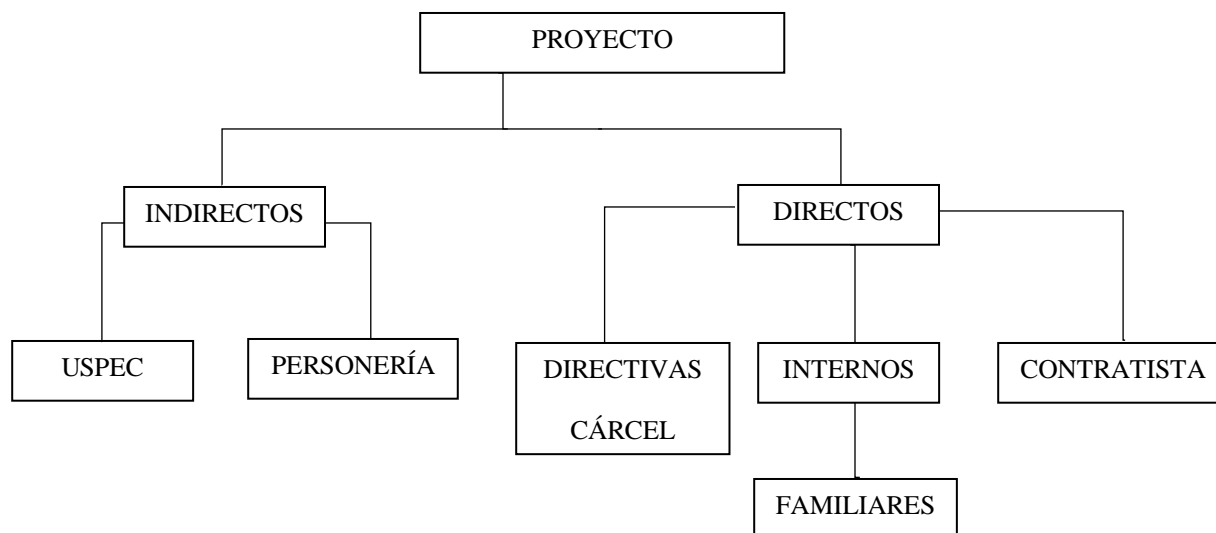 PROYECTO
INDIRECTOS
DIRECTOS
USPEC
PERSONERÍA
DIRECTIVAS
CÁRCEL
INTERNOS
CONTRATISTA
FAMILIARES